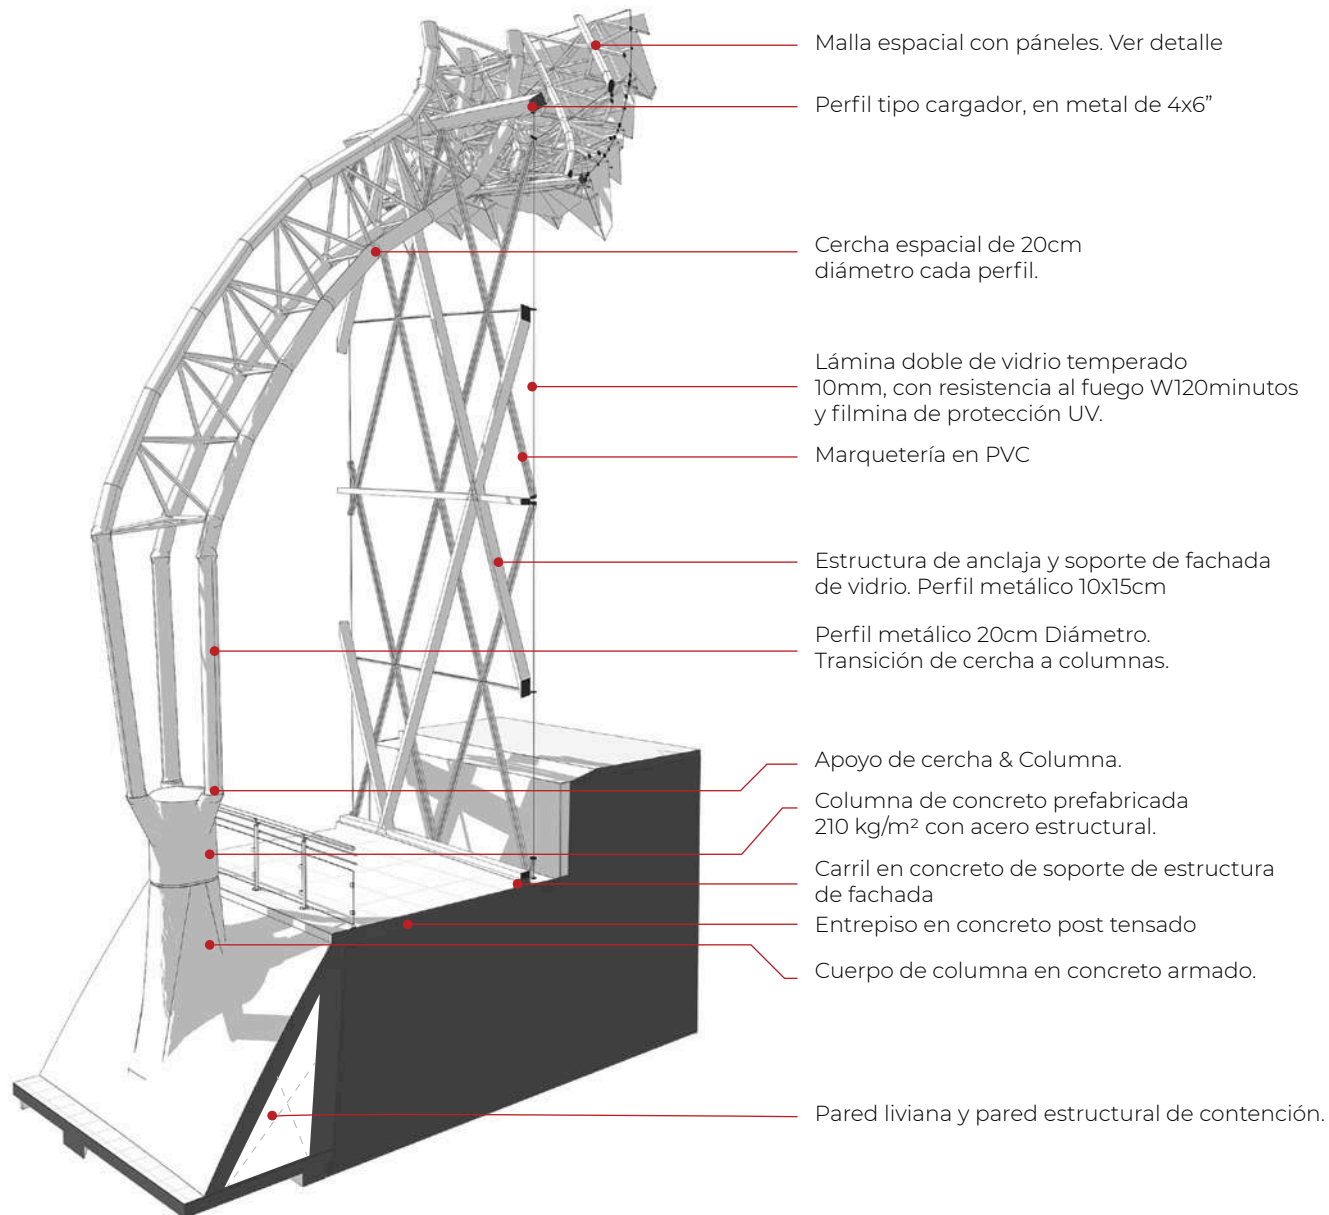 Malla espacial con páneles. Ver detalle
Perfil tipo cargador, en metal de 4x6”
Cercha espacial de 20cm
diámetro cada perfil.
Lámina doble de vidrio temperado
10mm, con resistencia al fuego W120minutos
y filmina de protección UV.
Marquetería en PVC
Estructura de anclaja y soporte de fachada
de vidrio. Perfil metálico 10x15cm
Perfil metálico 20cm Diámetro.
Transición de cercha a columnas.
Apoyo de cercha & Columna.
Columna de concreto prefabricada
210 kg/m² con acero estructural.
Carril en concreto de soporte de estructura
de fachada
Entrepiso en concreto post tensado
Cuerpo de columna en concreto armado.
Pared liviana y pared estructural de contención.